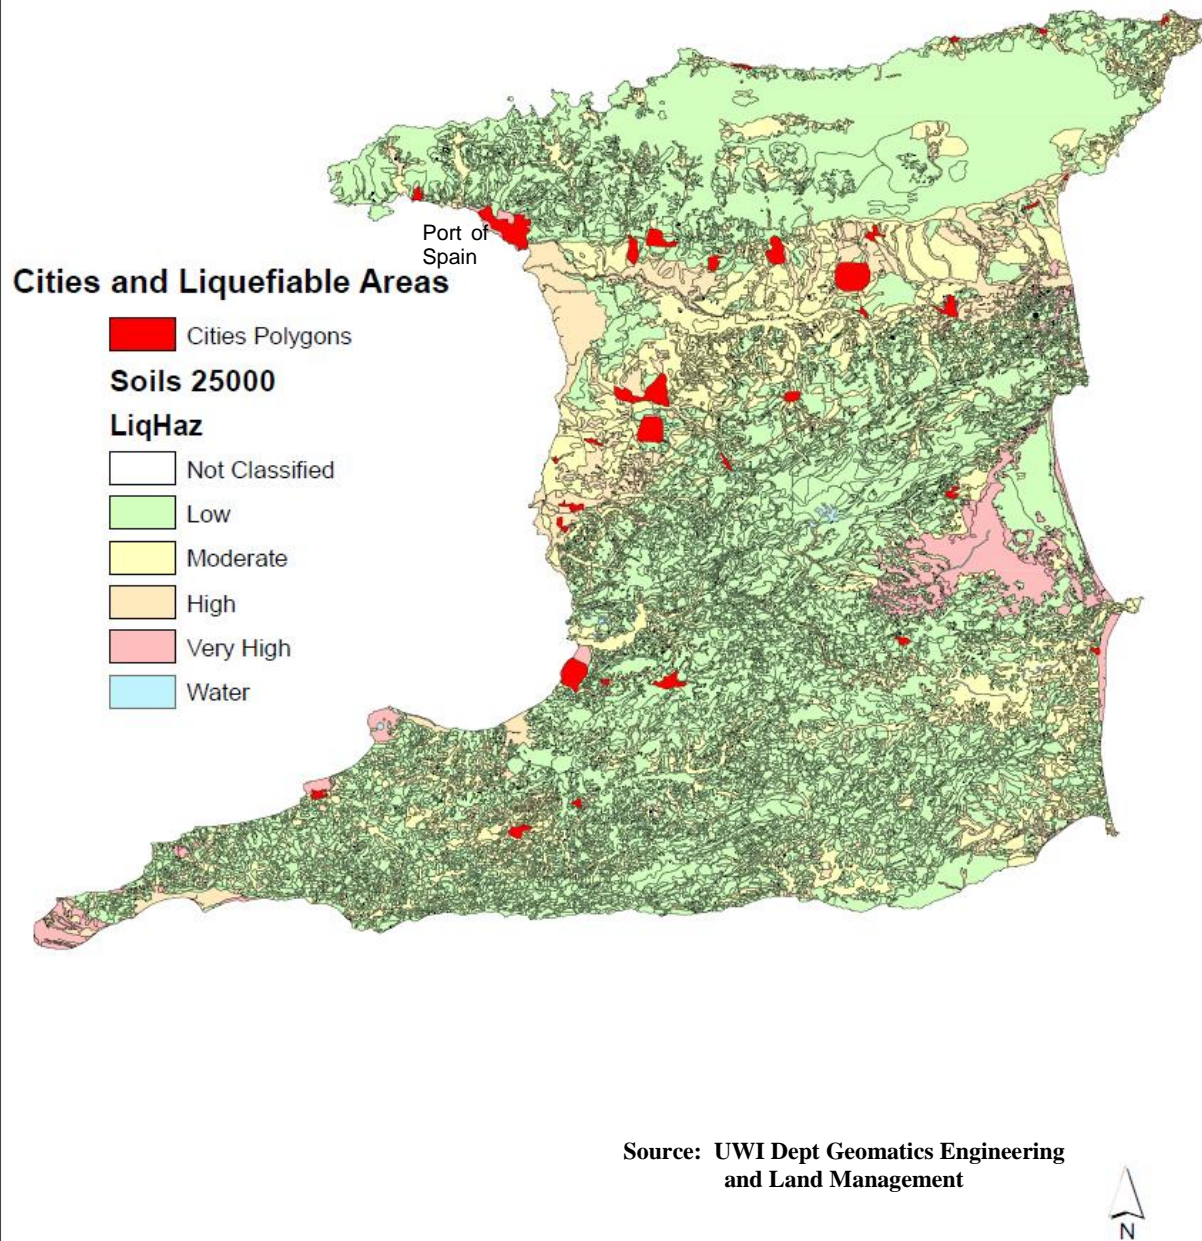 Port of
Spain
Cities and Liquefiable Areas
Cities Polygons
Soils 25000
LiqHaz
Not Classified
Low
Moderate
High
Very High
Water
Source: UWI Dept Geomatics Engineering
and Land Management
N